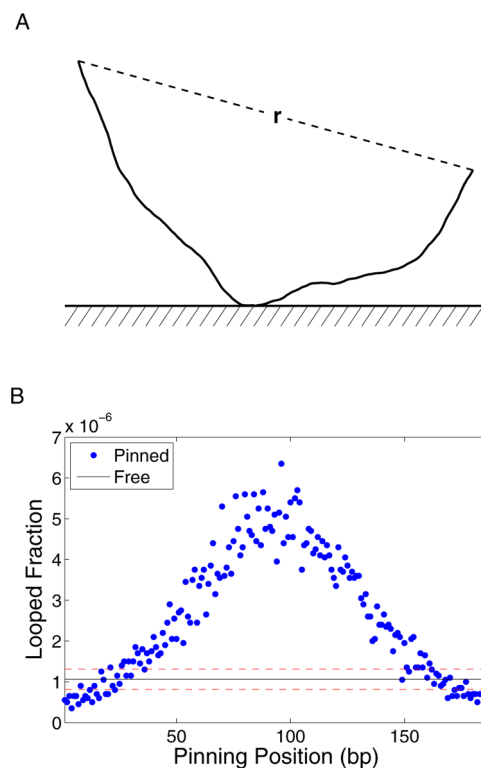 A
r
B
x 10⁻⁶
7
Pinned
Free
6
5
4
3
2
1
0
Looped Fraction
50
100
150
Pinning Position (bp)